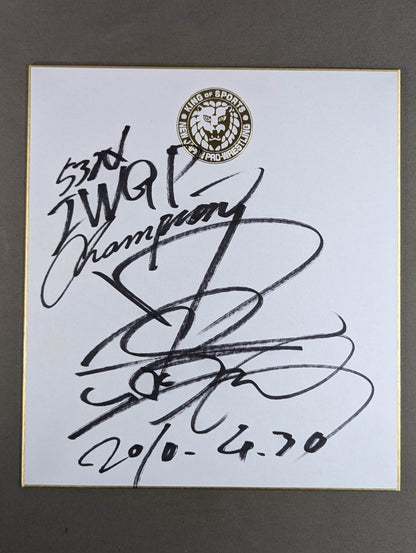 KING OF SPORTS
NEW JAPAN PRO-WRESTLING
53rd
IWGP
Champion
2010.4.30